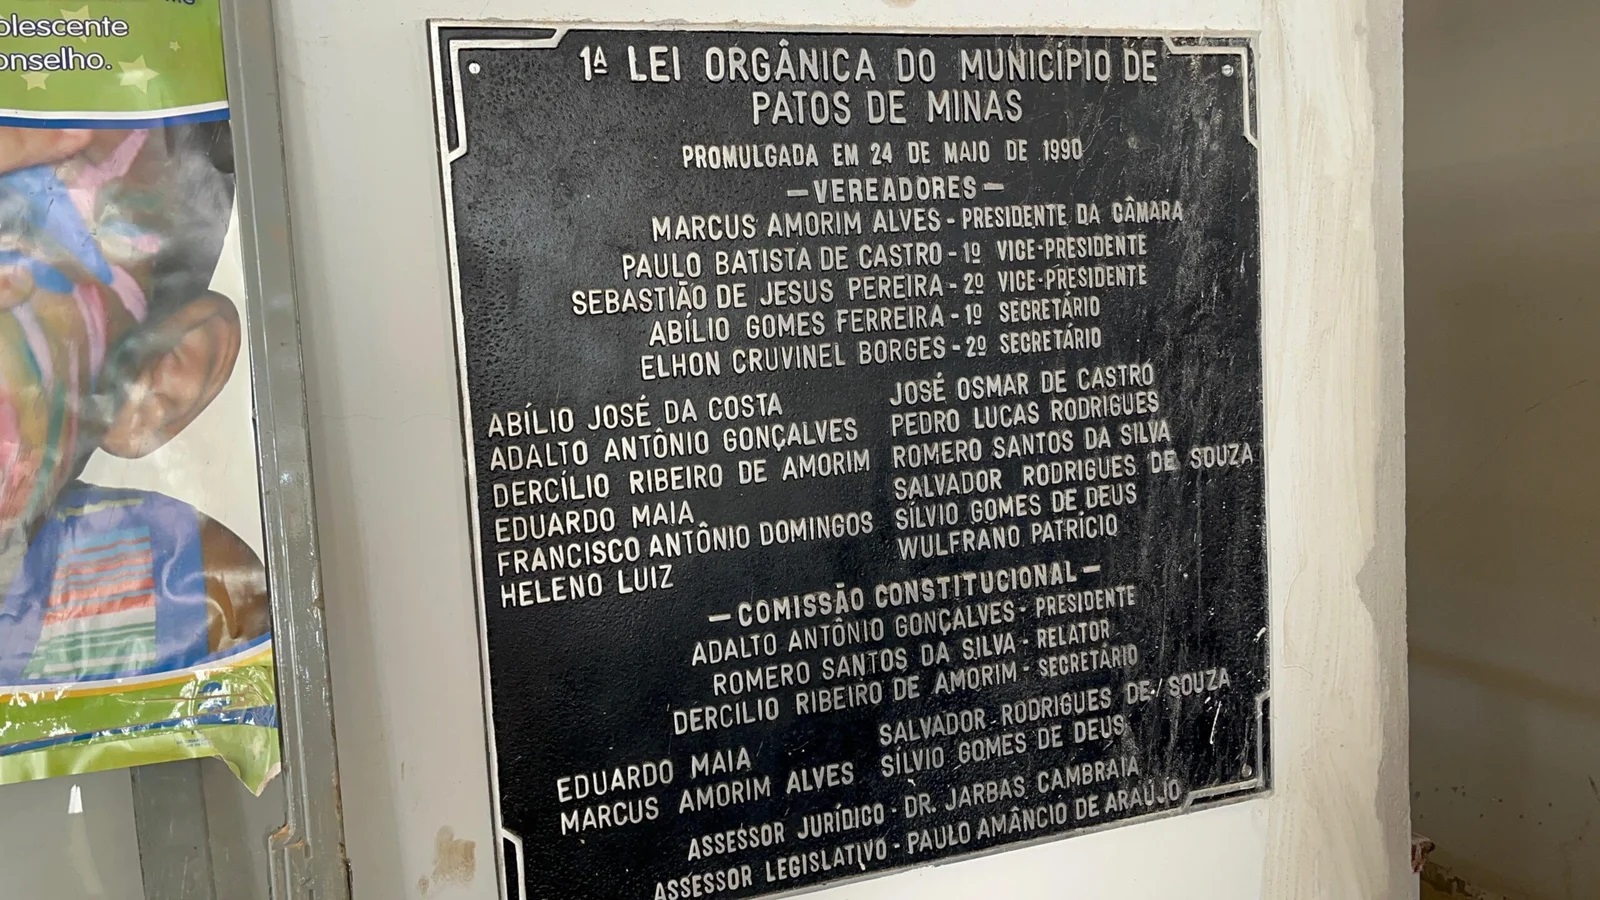 olescente
onselho.
1ª LEI ORGÂNICA DO MUNICÍPIO DE
PATOS DE MINAS
PROMULGADA EM 24 DE MAIO DE 1990
— VEREADORES —
MARCUS AMORIM ALVES - PRESIDENTE DA CÂMARA
PAULO BATISTA DE CASTRO - 1º VICE-PRESIDENTE
SEBASTIÃO DE JESUS PEREIRA - 2º VICE-PRESIDENTE
ABÍLIO GOMES FERREIRA - 1º SECRETÁRIO
ELHON CRUVINEL BORGES - 2º SECRETÁRIO
ABÍLIO JOSÉ DA COSTA
ADALTO ANTÔNIO GONÇALVES
DERCÍLIO RIBEIRO DE AMORIM
EDUARDO MAIA
FRANCISCO ANTÔNIO DOMINGOS
HELENO LUIZ
JOSÉ OSMAR DE CASTRO
PEDRO LUCAS RODRIGUES
ROMERO SANTOS DA SILVA
SALVADOR RODRIGUES DE SOUZA
SÍLVIO GOMES DE DEUS
WULFRANO PATRÍCIO
— COMISSÃO CONSTITUCIONAL —
ADALTO ANTÔNIO GONÇALVES - PRESIDENTE
ROMERO SANTOS DA SILVA - RELATOR
DERCILIO RIBEIRO DE AMORIM - SECRETÁRIO
EDUARDO MAIA
MARCUS AMORIM ALVES
SALVADOR RODRIGUES DE SOUZA
SÍLVIO GOMES DE DEUS
ASSESSOR JURÍDICO - DR. JARBAS CAMBRAIA
ASSESSOR LEGISLATIVO - PAULO AMÂNCIO DE ARAÚJO